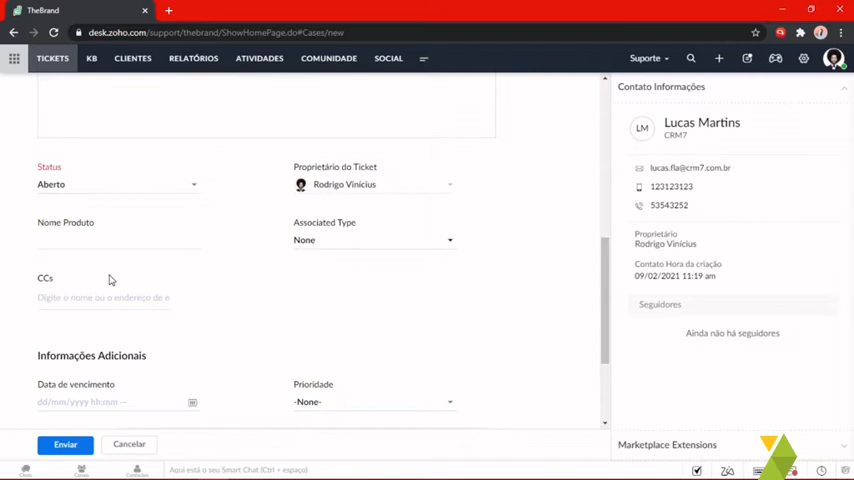 TheBrand
desk.zoho.com/support/thebrand/ShowHomePage.do#Cases/new
TICKETS KB CLIENTES RELATÓRIOS ATIVIDADES COMUNIDADE SOCIAL Suporte
Contato Informações
LM Lucas Martins
CRM7
lucas.fla@crm7.com.br
123123123
53543252
Proprietário
Rodrigo Vinícius
Contato Hora da criação
09/02/2021 11:19 am
Seguidores
Ainda não há seguidores
Marketplace Extensions
Status
Aberto
Proprietário do Ticket
Rodrigo Vinícius
Nome Produto
Associated Type
None
CCs
Digite o nome ou o endereço de e
Informações Adicionais
Data de vencimento
dd/mm/yyyy hh:mm --
Prioridade
-None-
Enviar Cancelar
Chats Canais Contactos
Aqui está o seu Smart Chat (Ctrl + espaço)